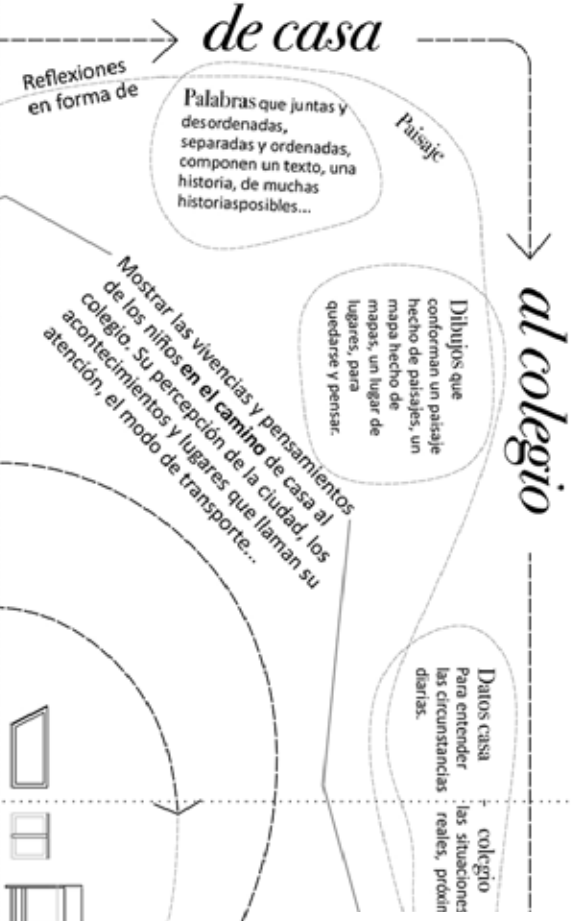 de casa
Reflexiones
en forma de
Palabras que juntas y
desordenadas,
separadas y ordenadas,
componen un texto, una
historia, de muchas
historiasposibles...
Paisaje
al colegio
Dibujos que
conforman un paisaje
hecho de paisajes, un
mapa hecho de
mapas, un lugar de
lugares, para
quedarse y pensar.
Mostrar las vivencias y pensamientos
de los niños en el camino de casa al
colegio. Su percepción de la ciudad, los
acontecimientos y lugares que llaman su
atención, el modo de transporte...
Datos casa - colegio
Para entender las situaciones
las circunstancias reales,
diarias.